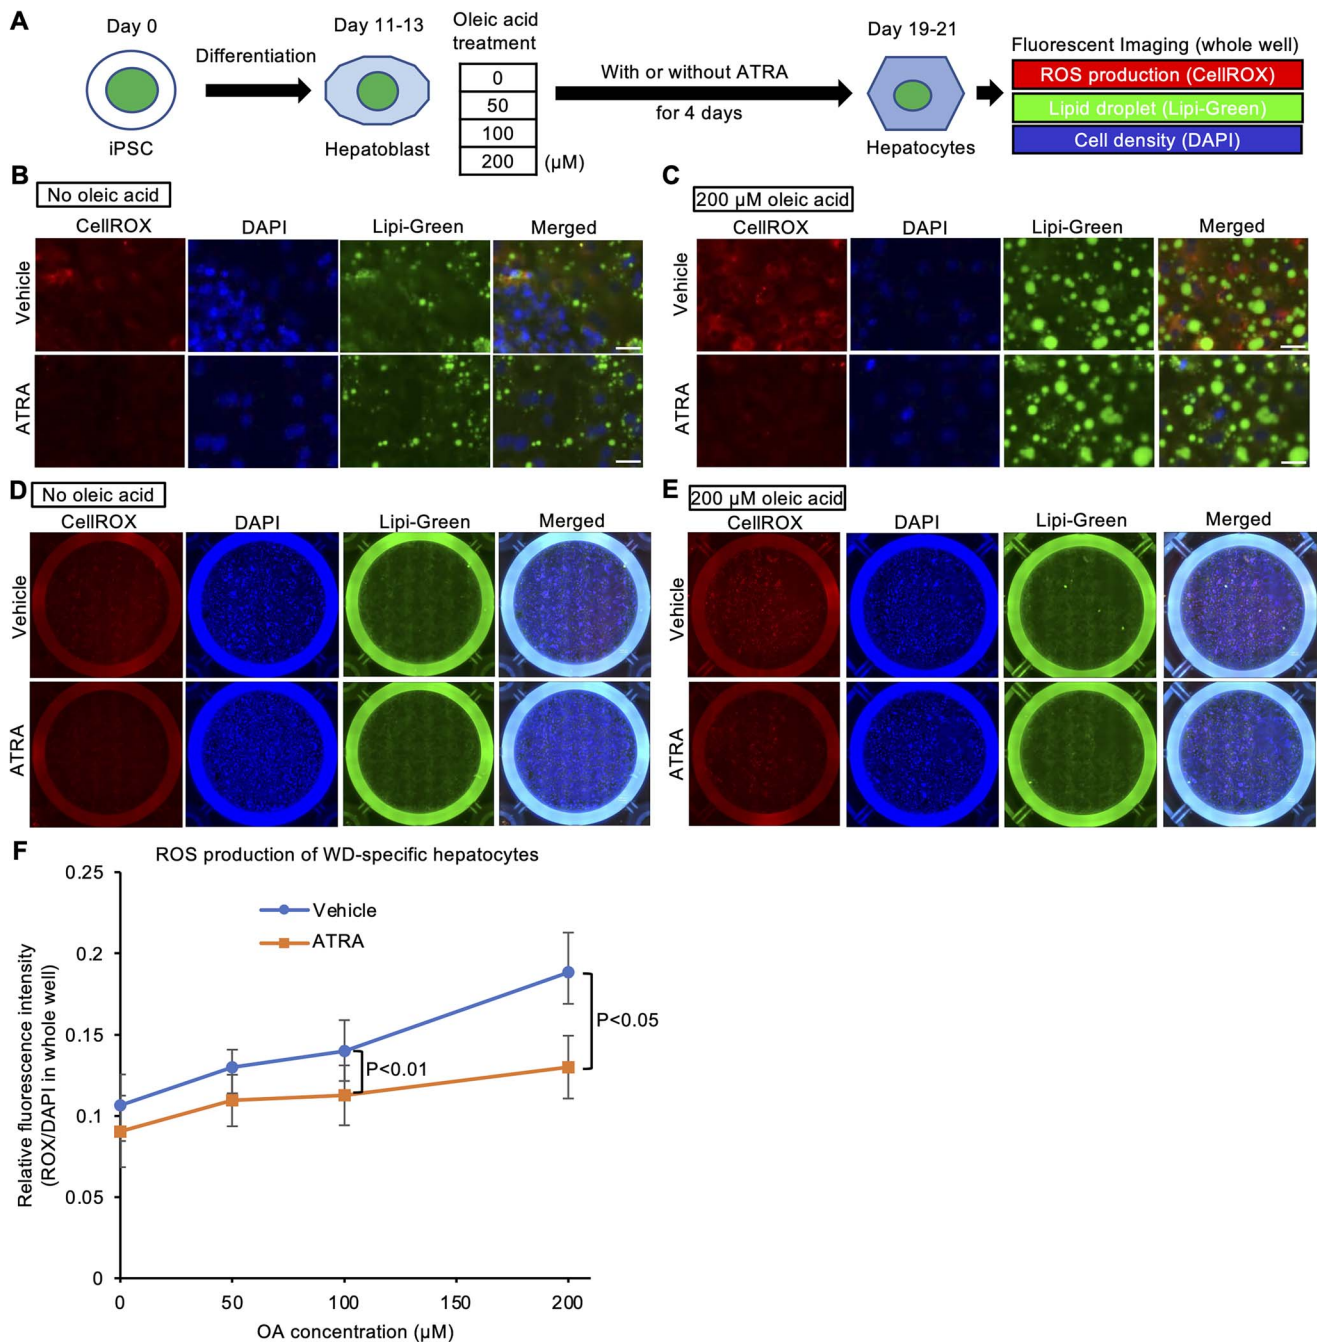 A
Day 0
Differentiation
iPSC
Day 11-13
Hepatoblast
Oleic acid
treatment
0
50
100
200
(µM)
With or without ATRA
for 4 days
Day 19-21
Hepatocytes
Fluorescent Imaging (whole well)
ROS production (CellROX)
Lipid droplet (Lipi-Green)
Cell density (DAPI)
B
No oleic acid
CellROX DAPI Lipi-Green Merged
Vehicle
ATRA
C
200 µM oleic acid
CellROX DAPI Lipi-Green Merged
Vehicle
ATRA
D
No oleic acid
CellROX DAPI Lipi-Green Merged
Vehicle
ATRA
E
200 µM oleic acid
CellROX DAPI Lipi-Green Merged
Vehicle
ATRA
F
ROS production of WD-specific hepatocytes
Relative fluorescence intensity
(ROX/DAPI in whole well)
0.25
0.2
0.15
0.1
0.05
0
Vehicle
ATRA
P<0.01
P<0.05
0 50 100 150 200
OA concentration (µM)